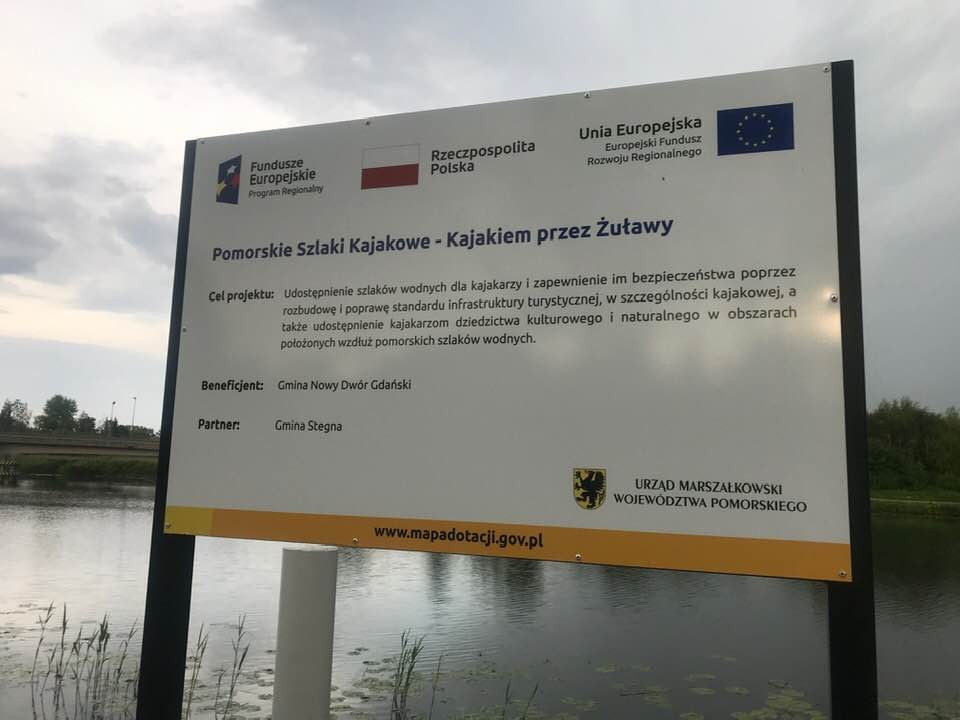 Fundusze
Europejskie
Program Regionalny
Rzeczpospolita
Polska
Unia Europejska
Europejski Fundusz
Rozwoju Regionalnego
Pomorskie Szlaki Kajakowe - Kajakiem przez Żuławy
Cel projektu: Udostępnienie szlaków wodnych dla kajakarzy i zapewnienie im bezpieczeństwa poprzez
rozbudowę i poprawę standardu infrastruktury turystycznej, w szczególności kajakowej, a
także udostępnienie kajakarzom dziedzictwa kulturowego i naturalnego w obszarach
położonych wzdłuż pomorskich szlaków wodnych.
Beneficjent: Gmina Nowy Dwór Gdański
Partner: Gmina Stegna
URZĄD MARSZAŁKOWSKI
WOJEWÓDZTWA POMORSKIEGO
www.mapadotacji.gov.pl